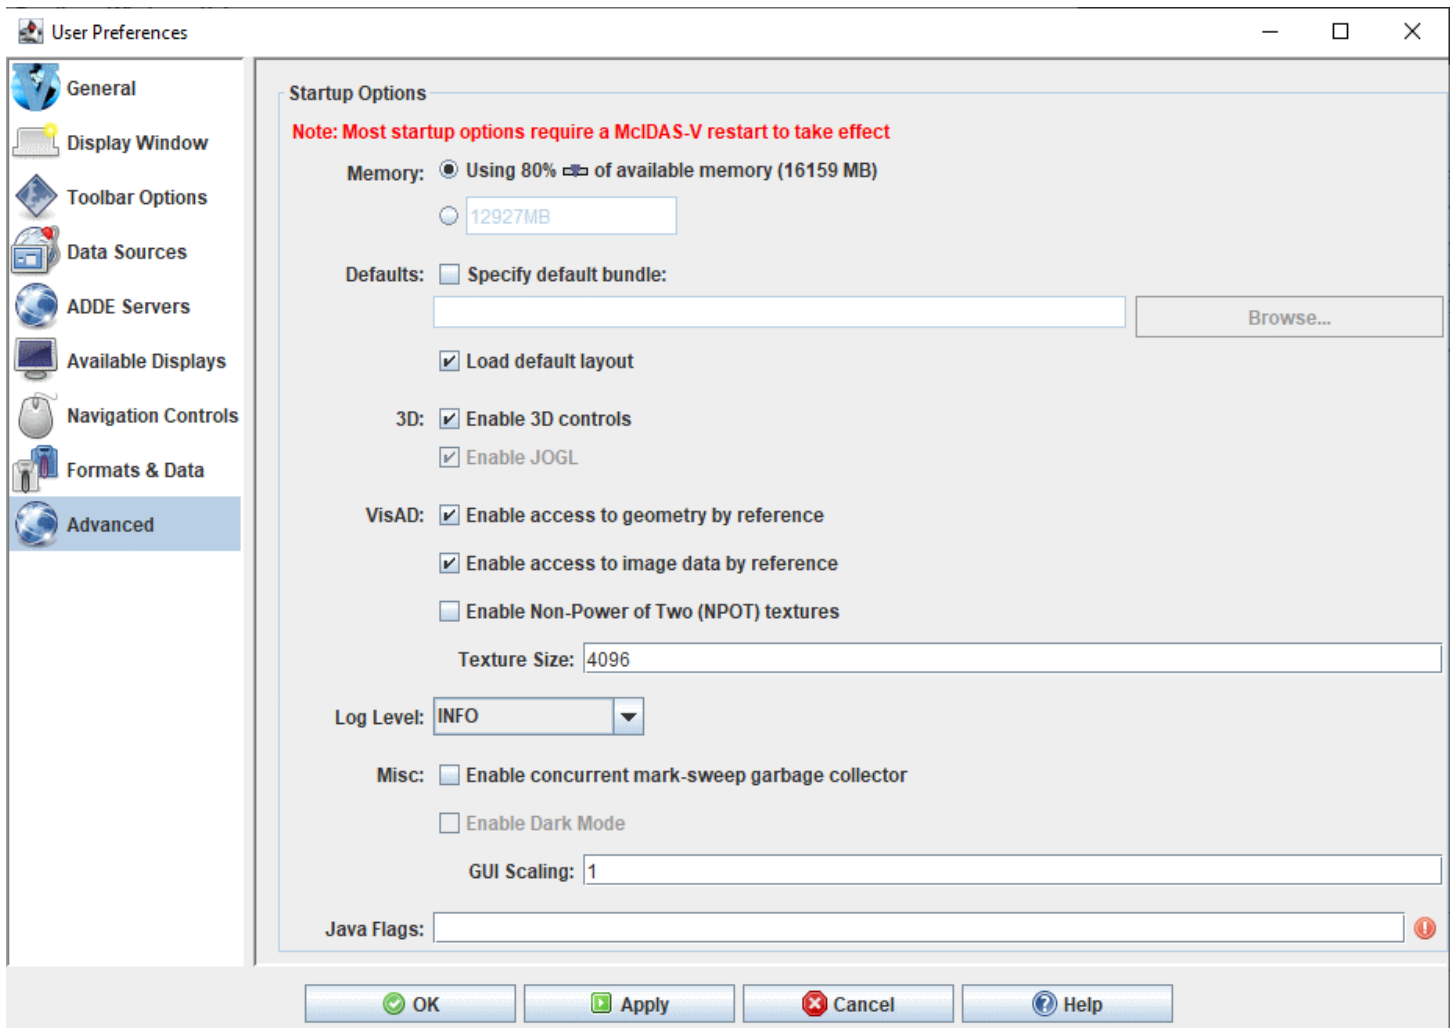 User Preferences
General
Display Window
Toolbar Options
Data Sources
ADDE Servers
Available Displays
Navigation Controls
Formats & Data
Advanced
Startup Options
Note: Most startup options require a McIDAS-V restart to take effect
Memory: Using 80% of available memory (16159 MB)
12927MB
Defaults: Specify default bundle:
Browse...
Load default layout
3D: Enable 3D controls
Enable JOGL
VisAD: Enable access to geometry by reference
Enable access to image data by reference
Enable Non-Power of Two (NPOT) textures
Texture Size: 4096
Log Level: INFO
Misc: Enable concurrent mark-sweep garbage collector
Enable Dark Mode
GUI Scaling: 1
Java Flags:
OK Apply Cancel Help